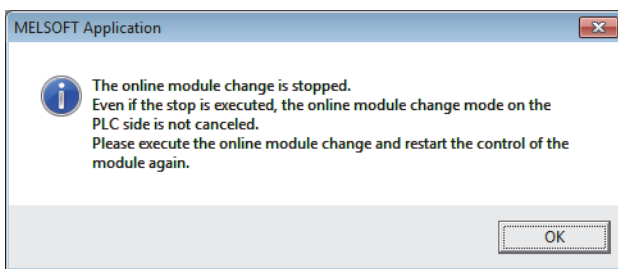 MELSOFT Application
The online module change is stopped.
Even if the stop is executed, the online module change mode on the
PLC side is not canceled.
Please execute the online module change and restart the control of the
module again.
OK